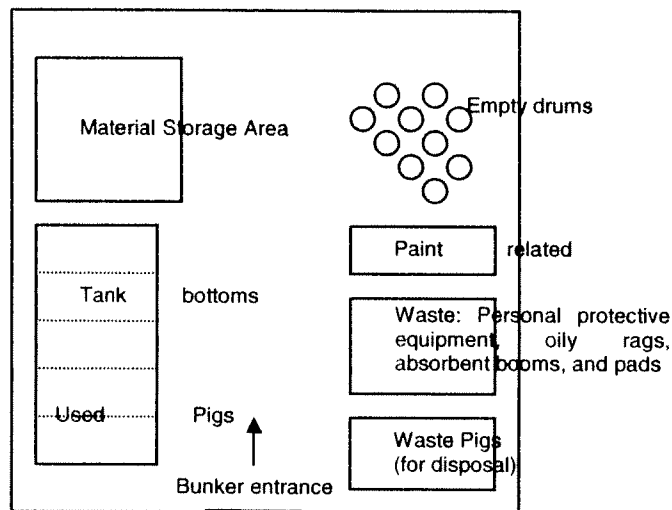 Empty drums
Material Storage Area
Paint related
Tank bottoms
Waste: Personal protective
equipment, oily rags,
absorbent booms, and pads
Used Pigs
Waste Pigs
(for disposal)
Bunker entrance